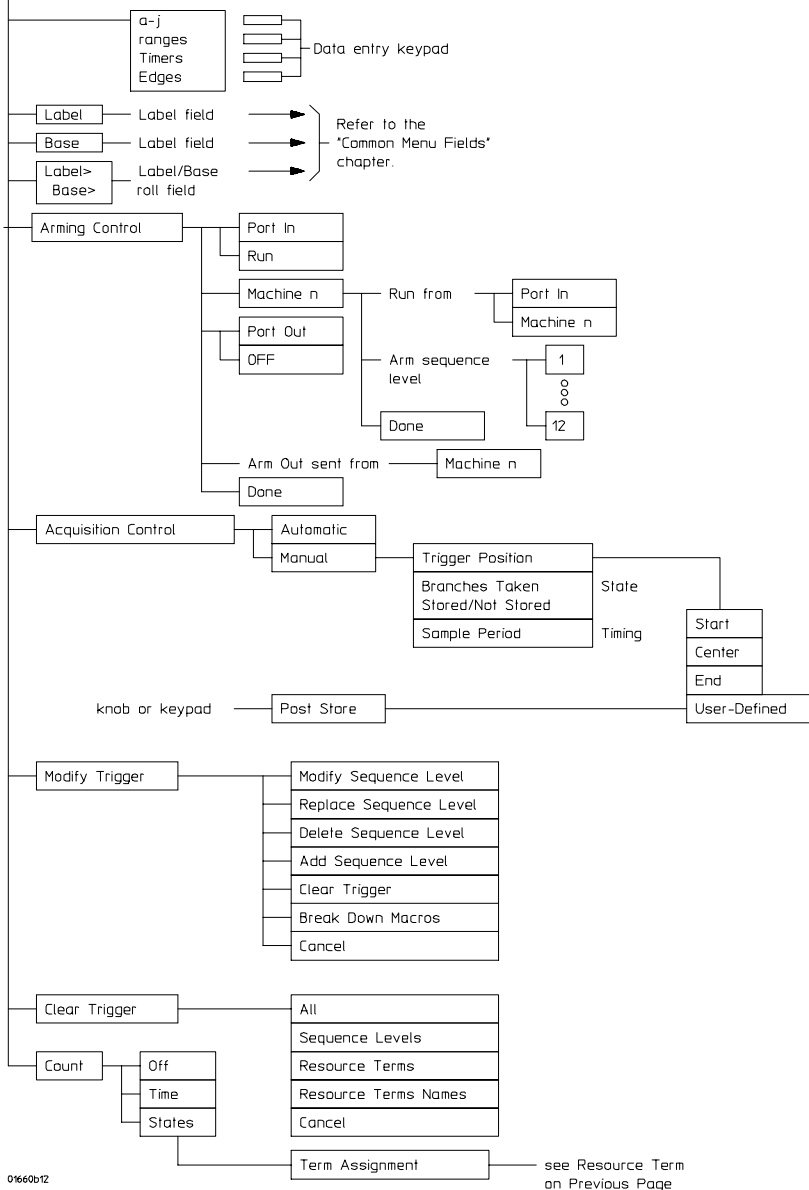 a-j
ranges
Timers
Edges
Data entry keypad
Label
Label field
Base
Label field
Label>
Base>
Label/Base
roll field
Refer to the
"Common Menu Fields"
chapter.
Arming Control
Port In
Run
Machine n
Run from
Port In
Machine n
Port Out
OFF
Arm sequence
level
1
12
Done
Arm Out sent from
Machine n
Done
Acquisition Control
Automatic
Manual
Trigger Position
Branches Taken
Stored/Not Stored
State
Sample Period
Timing
Start
Center
End
User-Defined
knob or keypad
Post Store
Modify Trigger
Modify Sequence Level
Replace Sequence Level
Delete Sequence Level
Add Sequence Level
Clear Trigger
Break Down Macros
Cancel
Clear Trigger
All
Sequence Levels
Resource Terms
Resource Terms Names
Cancel
Count
Off
Time
States
Term Assignment
see Resource Term
on Previous Page
01660b12